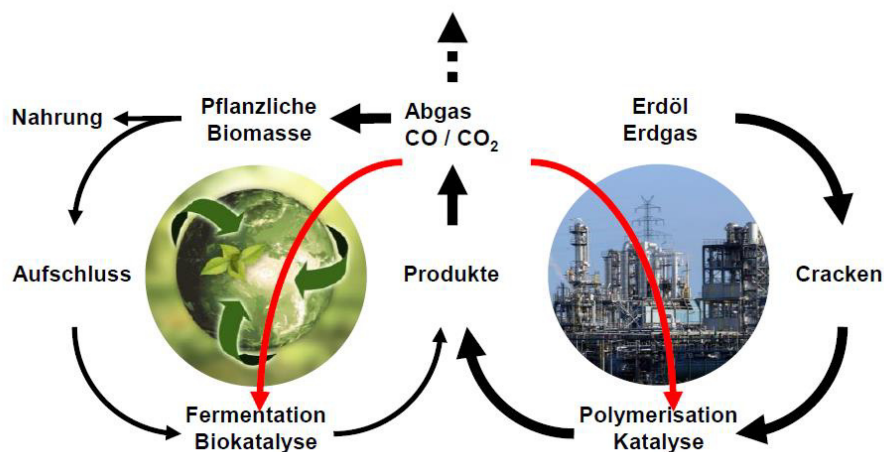 Nahrung
Pflanzliche
Biomasse
Abgas
CO / CO₂
Erdöl
Erdgas
Aufschluss
Produkte
Cracken
Fermentation
Biokatalyse
Polymerisation
Katalyse